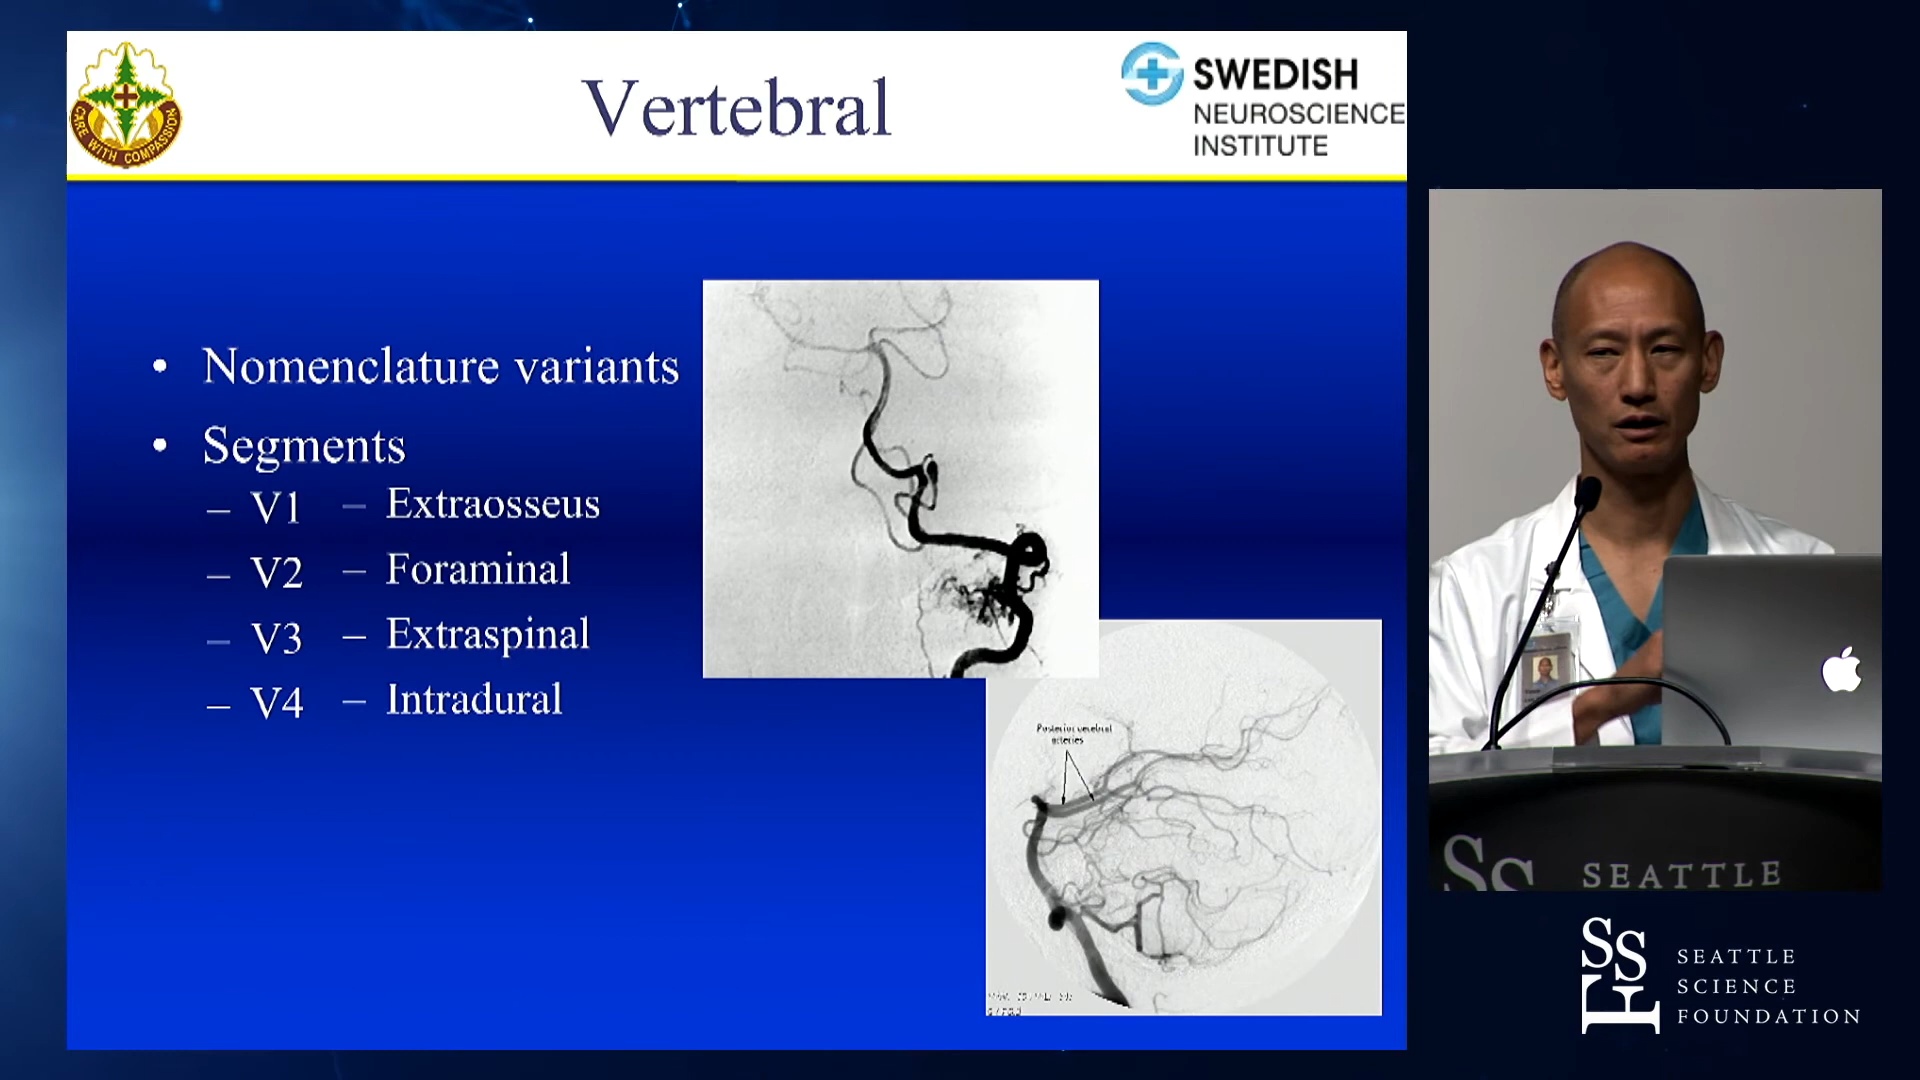 CARE WITH COMPASSION
Vertebral
SWEDISH
NEUROSCIENCE
INSTITUTE
• Nomenclature variants
• Segments
– V1 – Extraosseus
– V2 – Foraminal
– V3 – Extraspinal
– V4 – Intradural
Posterior cerebral
arteries
SS SEATTLE
SSF
SEATTLE
SCIENCE
FOUNDATION